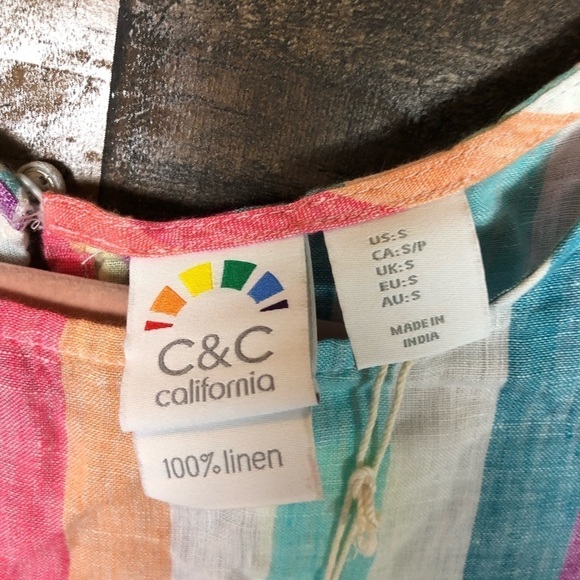 C&C
california
100% linen
US:S
CA:S/P
UK:S
EU:S
AU:S
MADE IN
INDIA